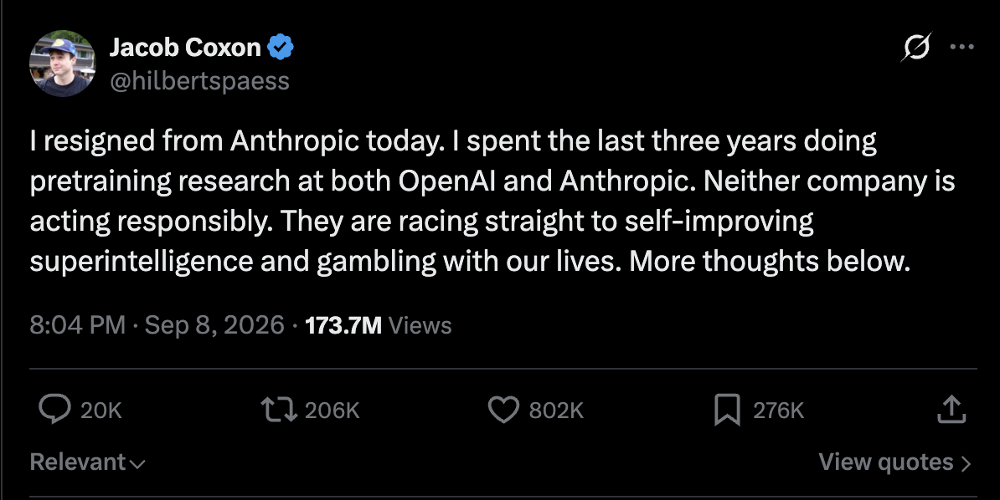 Jacob Coxon
@hilbertspaess
I resigned from Anthropic today. I spent the last three years doing
pretraining research at both OpenAI and Anthropic. Neither company is
acting responsibly. They are racing straight to self-improving
superintelligence and gambling with our lives. More thoughts below.
8:04 PM · Sep 8, 2026 · 173.7M Views
20K 206K 802K 276K
Relevant View quotes